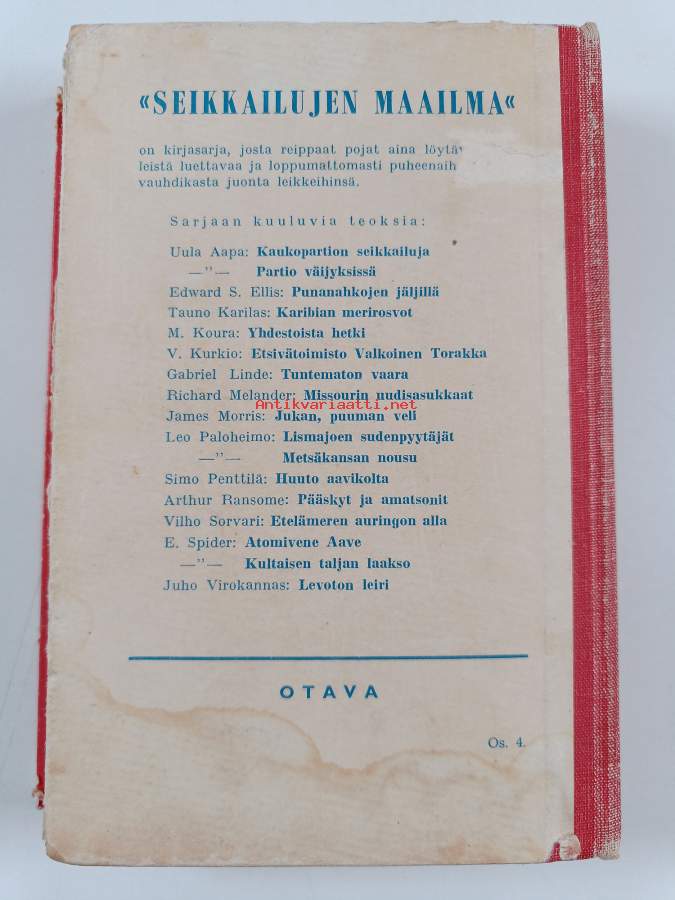 «SEIKKAILUJEN MAAILMA«
on kirjasarja, josta reippaat pojat aina
leistä luettavaa ja loppumattomasti
vauhdikasta juonta leikkeihinsä.
Sarjaan kuuluvia teoksia:
Uula Aapa: Kaukopartion seikkailuja
—"— Partio väijyksissä
Edward S. Ellis: Punanahkojen jäljillä
Tauno Karilas: Karibian merirosvot
M. Koura: Yhdestoista hetki
V. Kurkio: Etsivätoimisto Valkoinen Torakka
Gabriel Linde: Tuntematon vaara
Richard Melander: Missourin uudisasukkaat
Antikvariaatti.net
James Morris: Jukan, puuman veli
Leo Paloheimo: Lismajoen sudenpyytäjät
—"— Metsäkansan nousu
Simo Penttilä: Huuto aavikolta
Arthur Ransome: Pääskyt ja amatsonit
Vilho Sorvari: Etelämeren auringon alla
E. Spider: Atomivene Aave
—"— Kultaisen taljan laakso
Juho Virokannas: Levoton leiri
OTAVA
Os. 4.